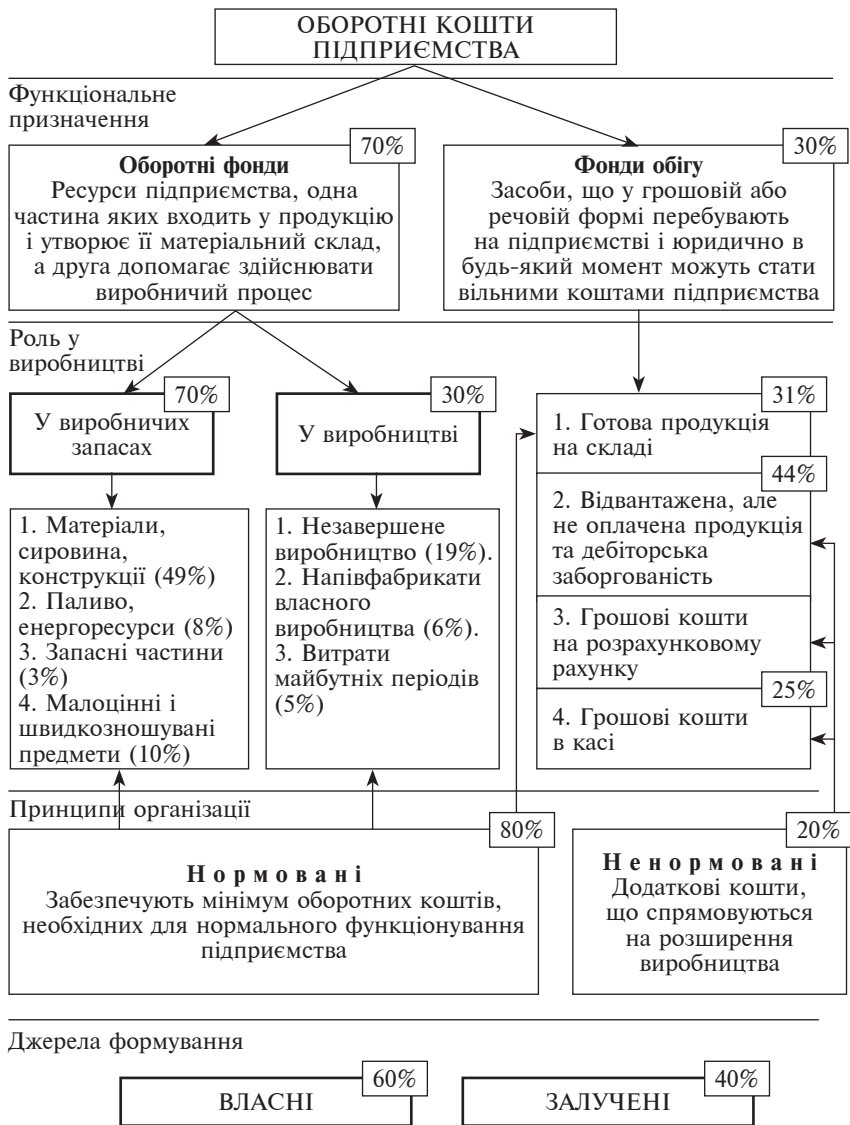 ОБОРОТНІ КОШТИ
ПІДПРИЄМСТВА
Функціональне
призначення
70%
Оборотні фонди
Ресурси підприємства, одна
частина яких входить у продукцію
і утворює її матеріальний склад,
а друга допомагає здійснювати
виробничий процес
30%
Фонди обігу
Засоби, що у грошовій або
речовій формі перебувають
на підприємстві і юридично в
будь-який момент можуть стати
вільними коштами підприємства
Роль у
виробництві
70%
У виробничих
запасах
30%
У виробництві
1. Матеріали,
сировина,
конструкції (49%)
2. Паливо,
енергоресурси (8%)
3. Запасні частини
(3%)
4. Малоцінні і
швидкозношувані
предмети (10%)
1. Незавершене
виробництво (19%).
2. Напівфабрикати
власного
виробництва (6%).
3. Витрати
майбутніх періодів
(5%)
31%
1. Готова продукція
на складі
44%
2. Відвантажена, але
не оплачена продукція
та дебіторська
заборгованість
3. Грошові кошти
на розрахунковому
рахунку
25%
4. Грошові кошти
в касі
Принципи організації
80%
Нормовані
Забезпечують мінімум оборотних коштів,
необхідних для нормального функціонування
підприємства
20%
Ненормовані
Додаткові кошти,
що спрямовуються
на розширення
виробництва
Джерела формування
60%
ВЛАСНІ
40%
ЗАЛУЧЕНІ